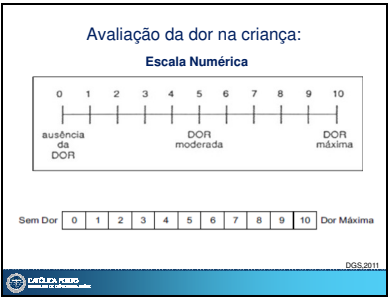 Avaliação da dor na criança:
Escala Numérica
0 1 2 3 4 5 6 7 8 9 10
ausência da DOR
DOR moderada
DOR máxima
Sem Dor 0 1 2 3 4 5 6 7 8 9 10 Dor Máxima
DGS,2011
CATÓLICA PORTO